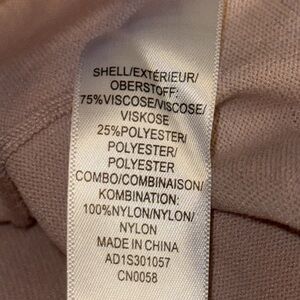 SHELL/EXTÉRIEUR/
OBERSTOFF:
75%VISCOSE/VISCOSE/
VISKOSE
25%POLYESTER/
POLYESTER/
POLYESTER
COMBO/COMBINAISON/
KOMBINATION:
100%NYLON/NYLON/
NYLON
MADE IN CHINA
AD1S301057
CN0058